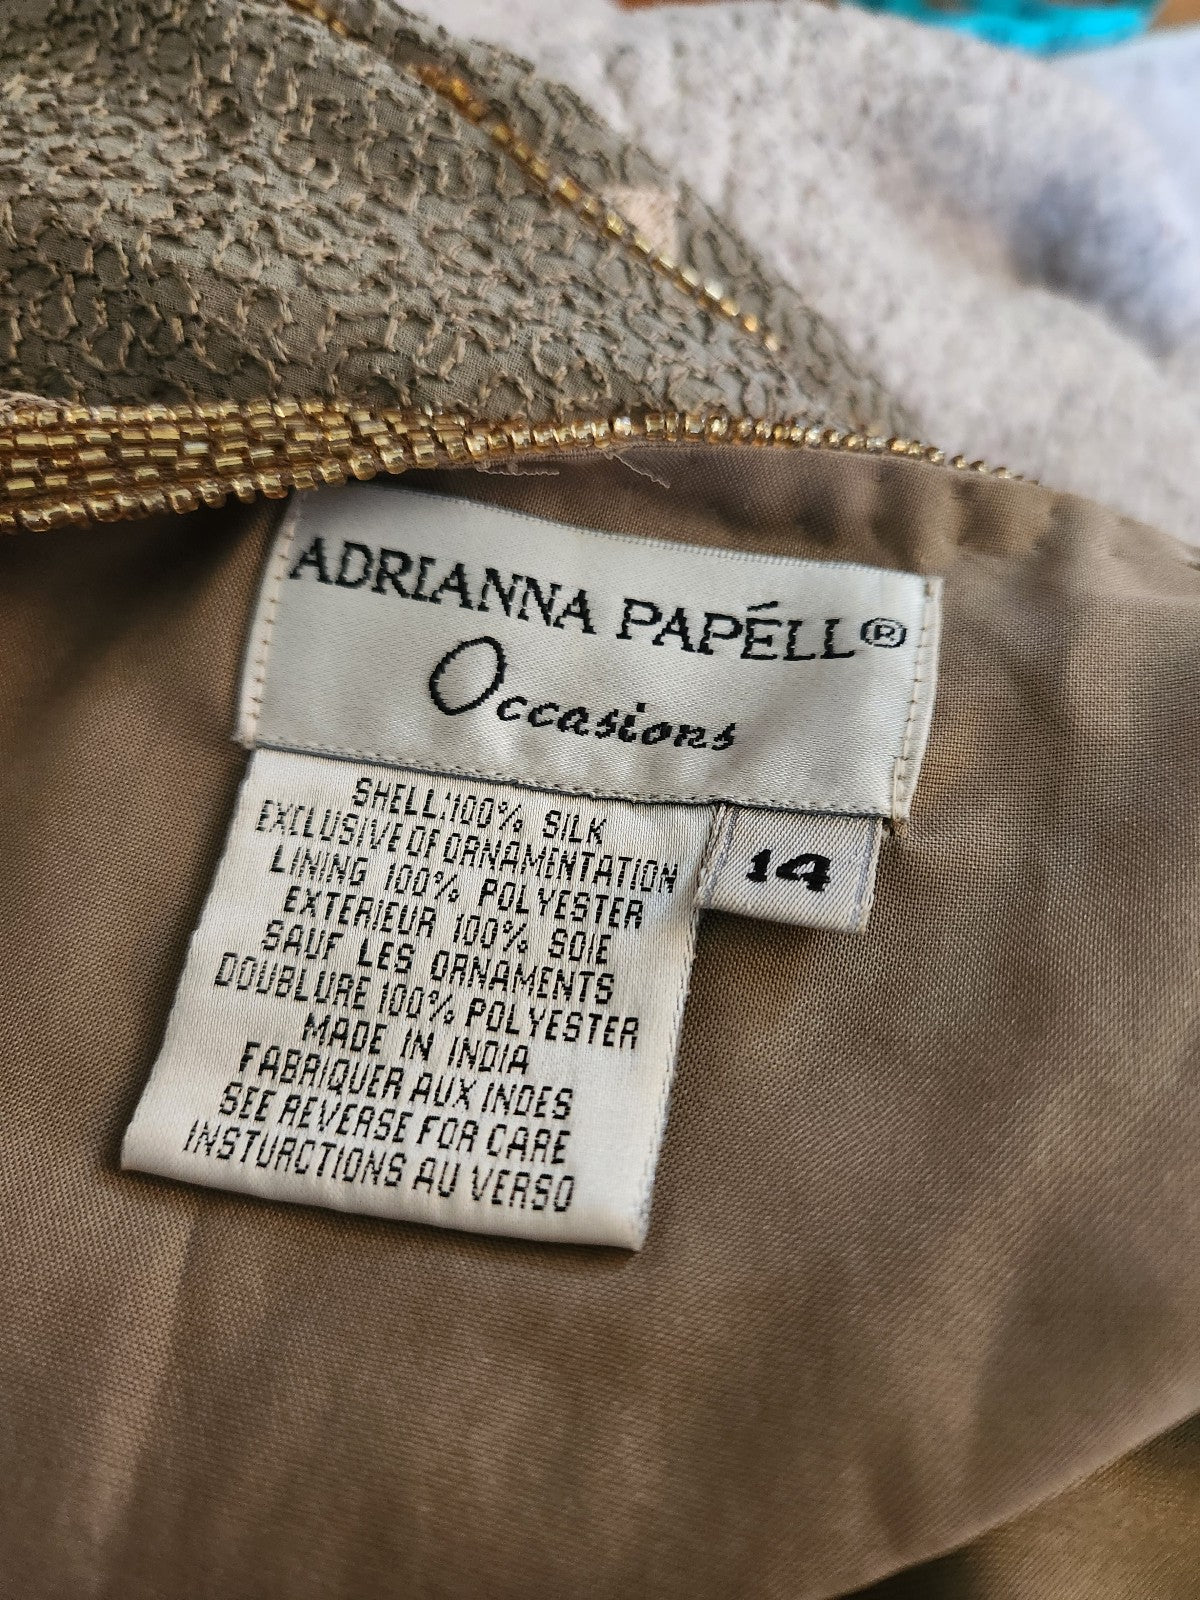 ADRIANNA PAPÉLL®
Occasions
14
SHELL:100% SILK
EXCLUSIVE OF ORNAMENTATION
LINING 100% POLYESTER
EXTERIEUR 100% SOIE
SAUF LES ORNAMENTS
DOUBLURE 100% POLYESTER
MADE IN INDIA
FABRIQUER AUX INDES
SEE REVERSE FOR CARE
INSTURCTIONS AU VERSO